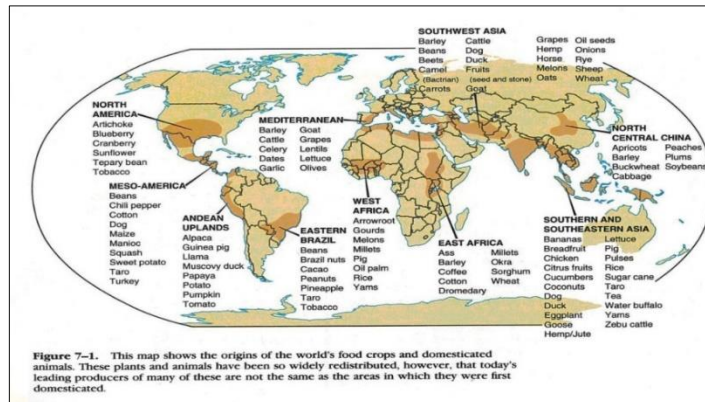 SOUTHWEST ASIA
Barley Cattle
Beans Dog
Beets Duck
Camel Fruits
(Bactrian) (seed and stone)
Carrots Goat
Grapes Oil seeds
Hemp Onions
Horse Rye
Melons Sheep
Oats Wheat
NORTH
AMERICA
Artichoke
Blueberry
Cranberry
Sunflower
Tepary bean
Tobacco
MEDITERRANEAN
Barley Goat
Cattle Grapes
Celery Lentils
Dates Lettuce
Garlic Olives
NORTH
CENTRAL CHINA
Apricots Peaches
Barley Plums
Buckwheat Soybeans
Cabbage
MESO-AMERICA
Beans
Chili pepper
Cotton
Dog
Maize
Manioc
Squash
Sweet potato
Taro
Turkey
ANDEAN
UPLANDS
Alpaca
Guinea pig
Llama
Muscovy duck
Papaya
Potato
Pumpkin
Tomato
EASTERN
BRAZIL
Beans
Brazil nuts
Cacao
Peanuts
Pineapple
Taro
Tobacco
WEST
AFRICA
Arrowroot
Gourds
Melons
Millets
Pig
Oil palm
Rice
Yams
EAST AFRICA
Ass Millets
Barley Okra
Coffee Sorghum
Cotton Wheat
Dromedary
SOUTHERN AND
SOUTHEASTERN ASIA
Bananas Lettuce
Breadfruit Pig
Chicken Pulses
Citrus fruits Rice
Cucumbers Sugar cane
Coconuts Taro
Dog Tea
Duck Water buffalo
Eggplant Yams
Goose Zebu cattle
Hemp/Jute
Figure 7–1. This map shows the origins of the world's food crops and domesticated
animals. These plants and animals have been so widely redistributed, however, that today's
leading producers of many of these are not the same as the areas in which they were first
domesticated.